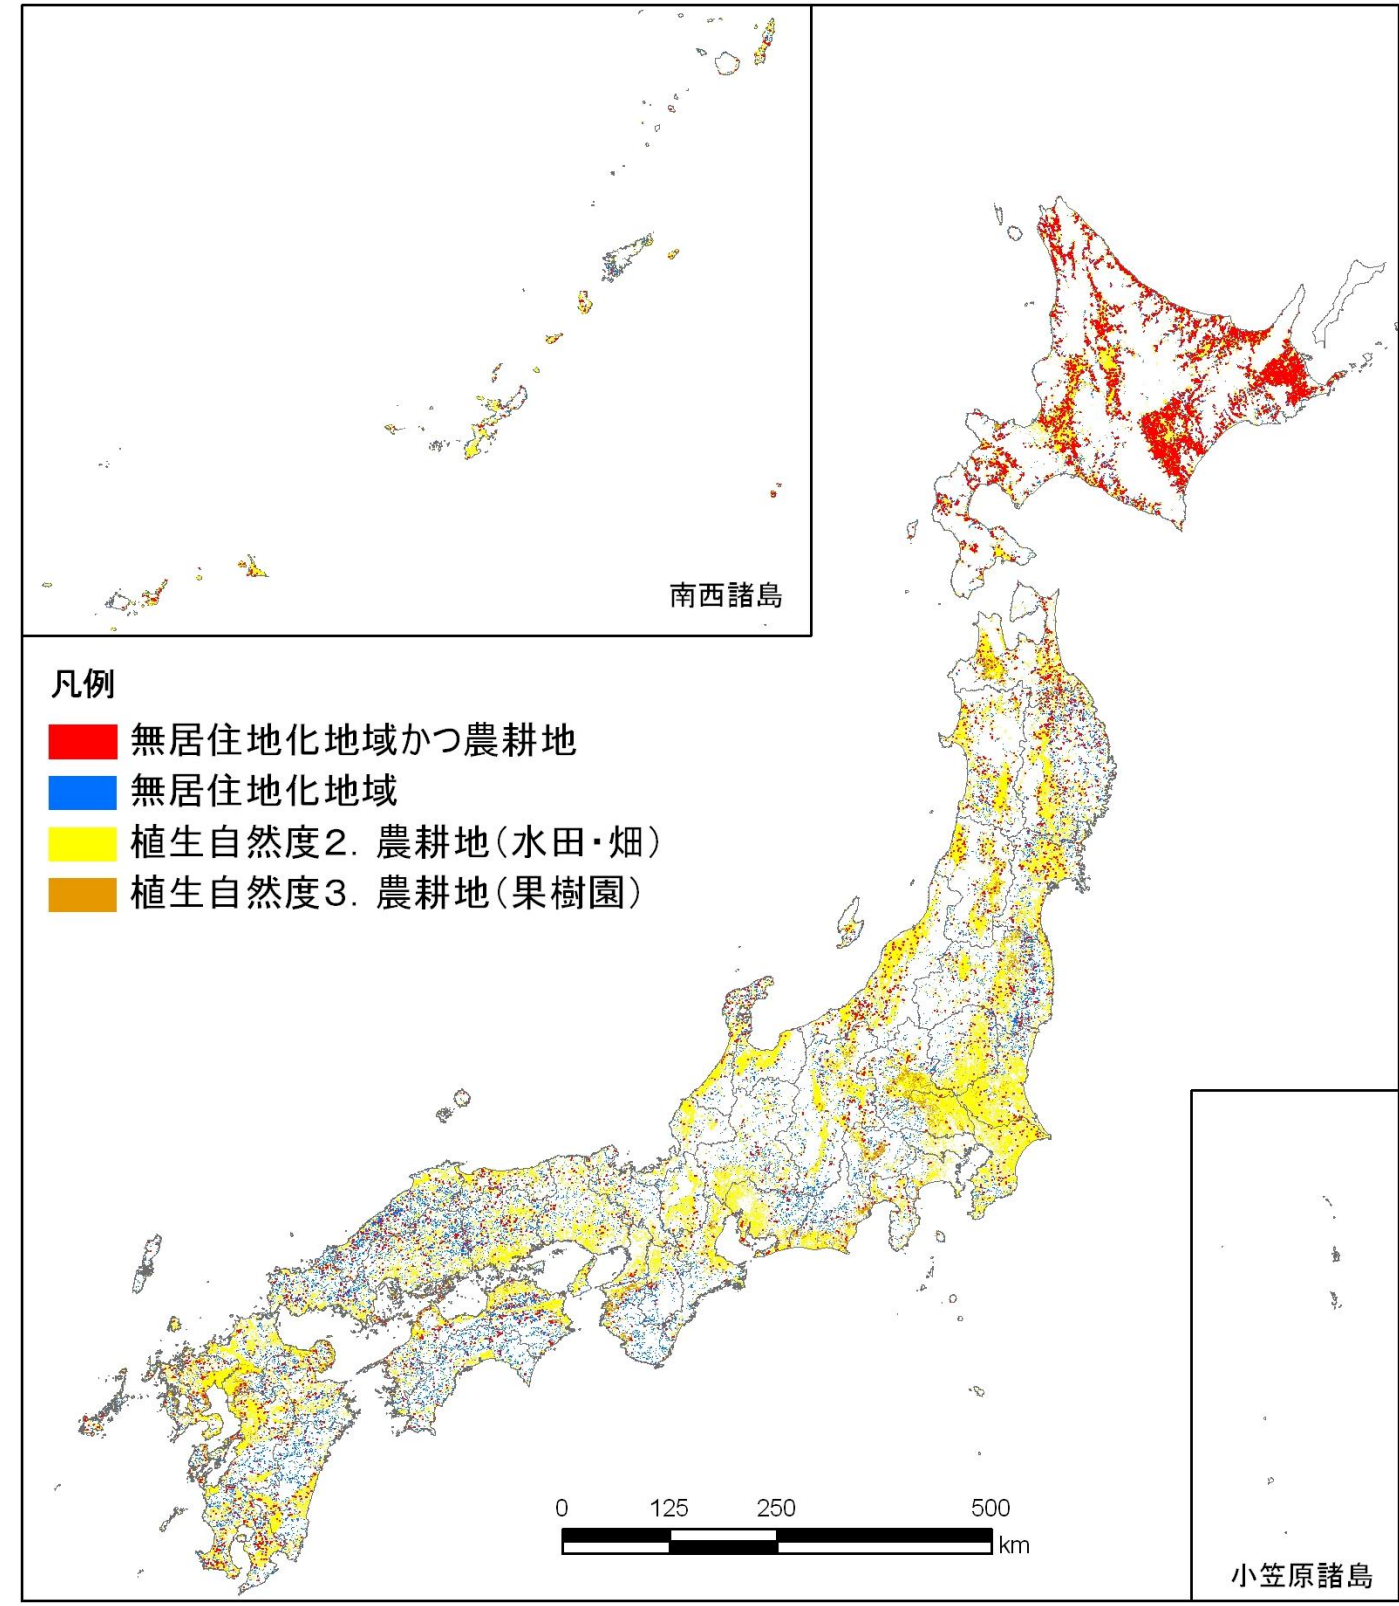 南西諸島
凡例
無居住地化地域かつ農耕地
無居住地化地域
植生自然度2. 農耕地(水田・畑)
植生自然度3. 農耕地(果樹園)
0 125 250 500
km
小笠原諸島